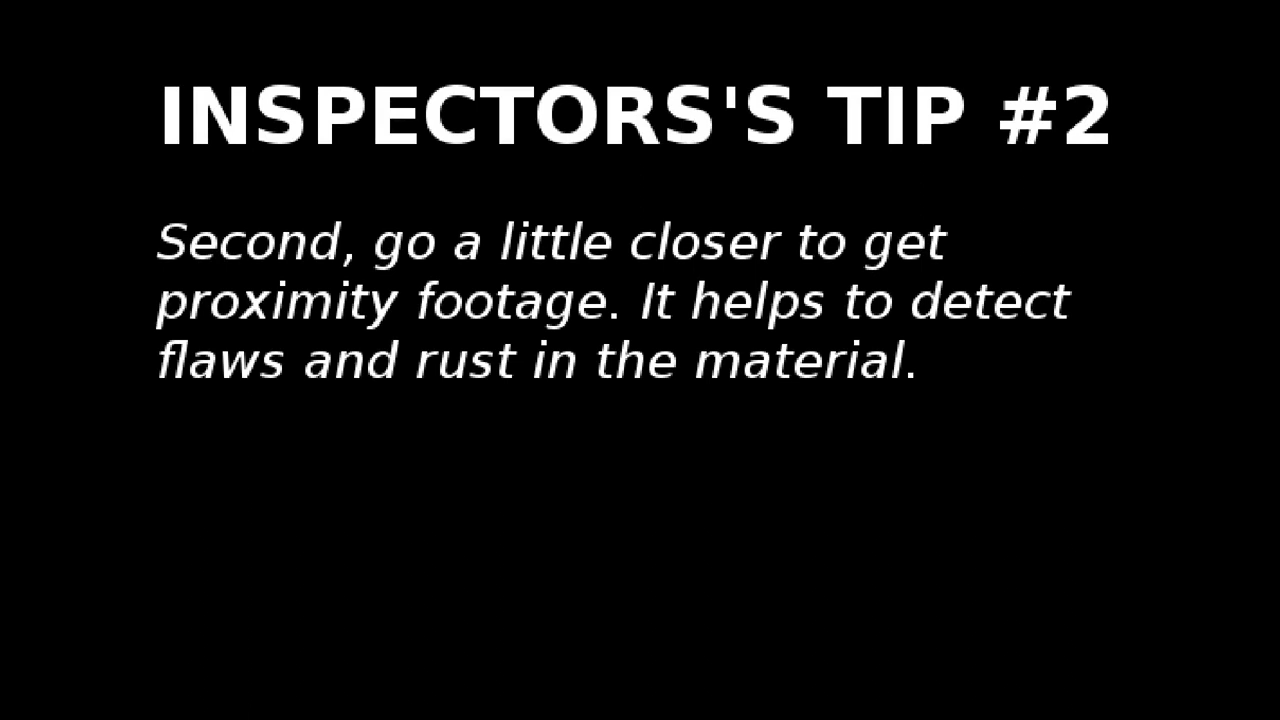 INSPECTORS'S TIP #2
Second, go a little closer to get
proximity footage. It helps to detect
flaws and rust in the material.